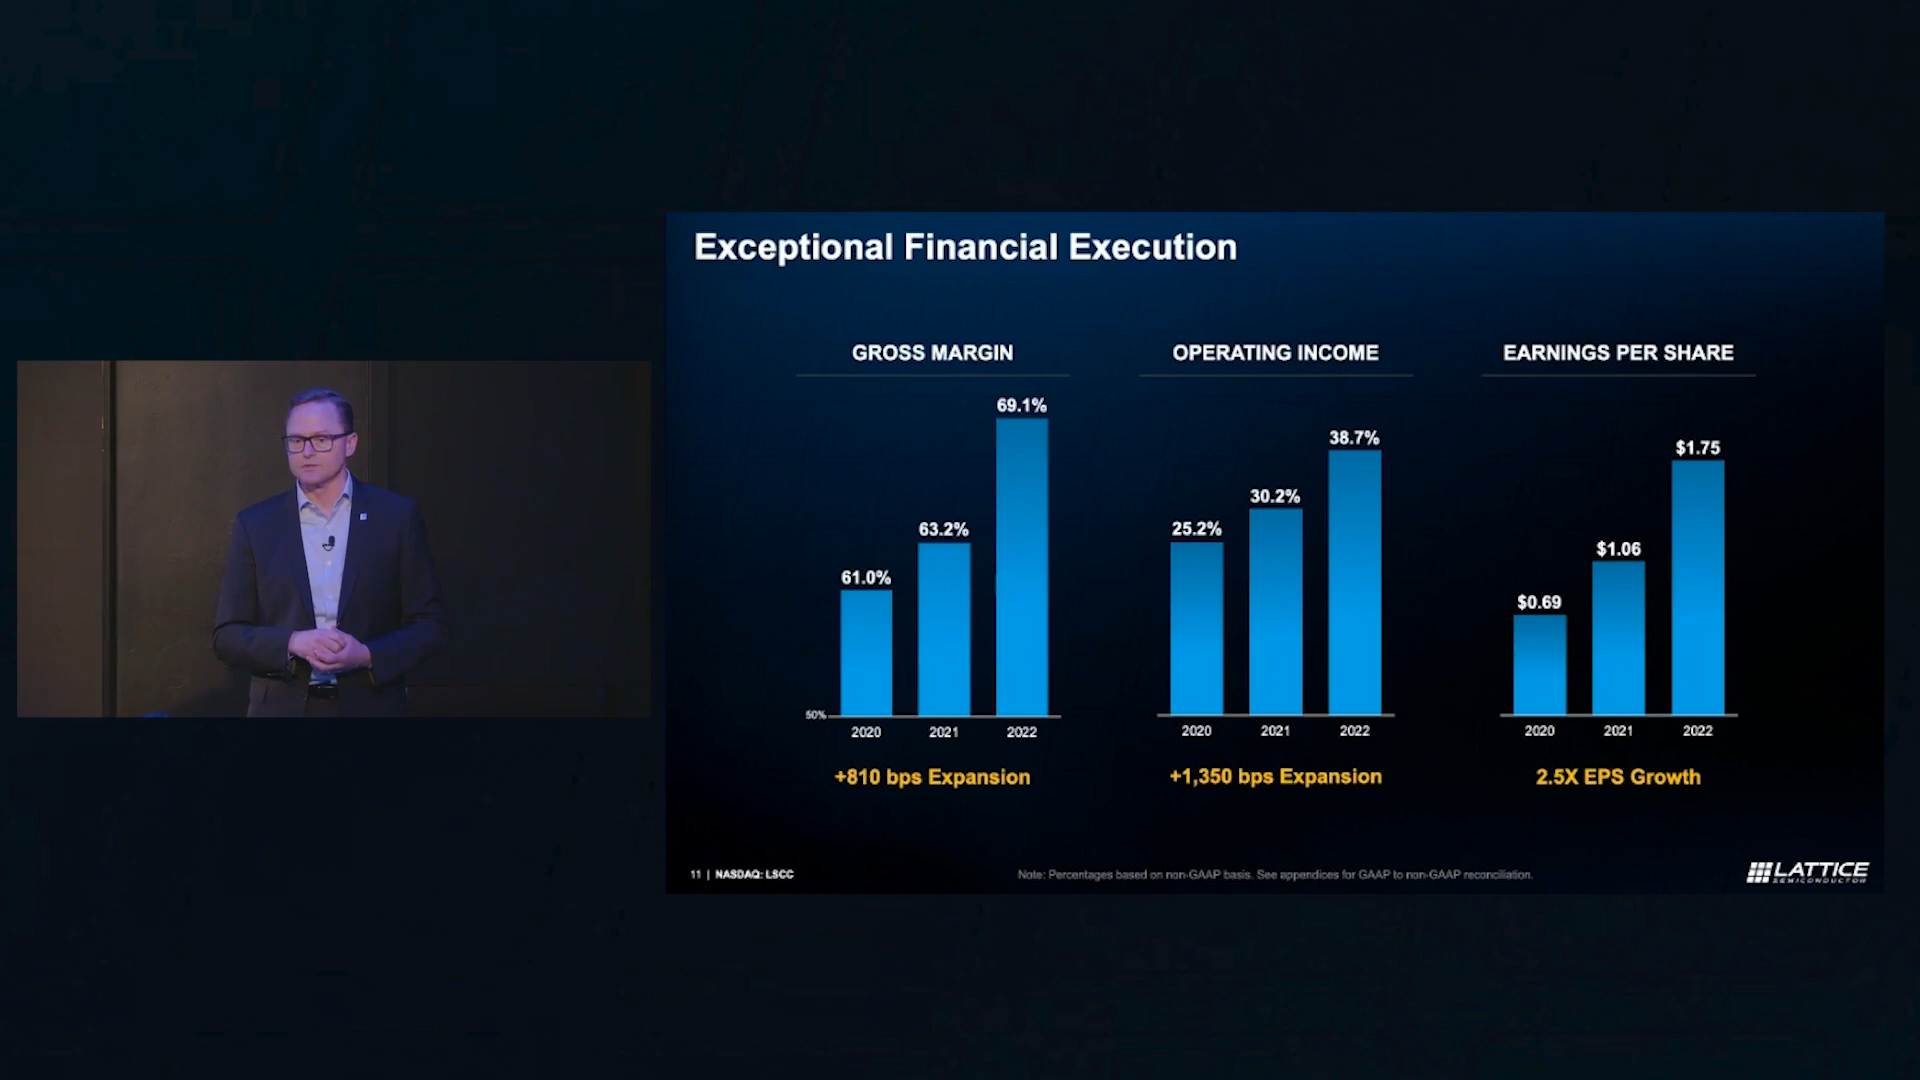 Exceptional Financial Execution
GROSS MARGIN
69.1%
63.2%
61.0%
50%
2020 2021 2022
+810 bps Expansion
OPERATING INCOME
38.7%
30.2%
25.2%
2020 2021 2022
+1,350 bps Expansion
EARNINGS PER SHARE
$1.75
$1.06
$0.69
2020 2021 2022
2.5X EPS Growth
11 | NASDAQ: LSCC
Note: Percentages based on non-GAAP basis. See appendices for GAAP to non-GAAP reconciliation.
LATTICE
SEMICONDUCTOR